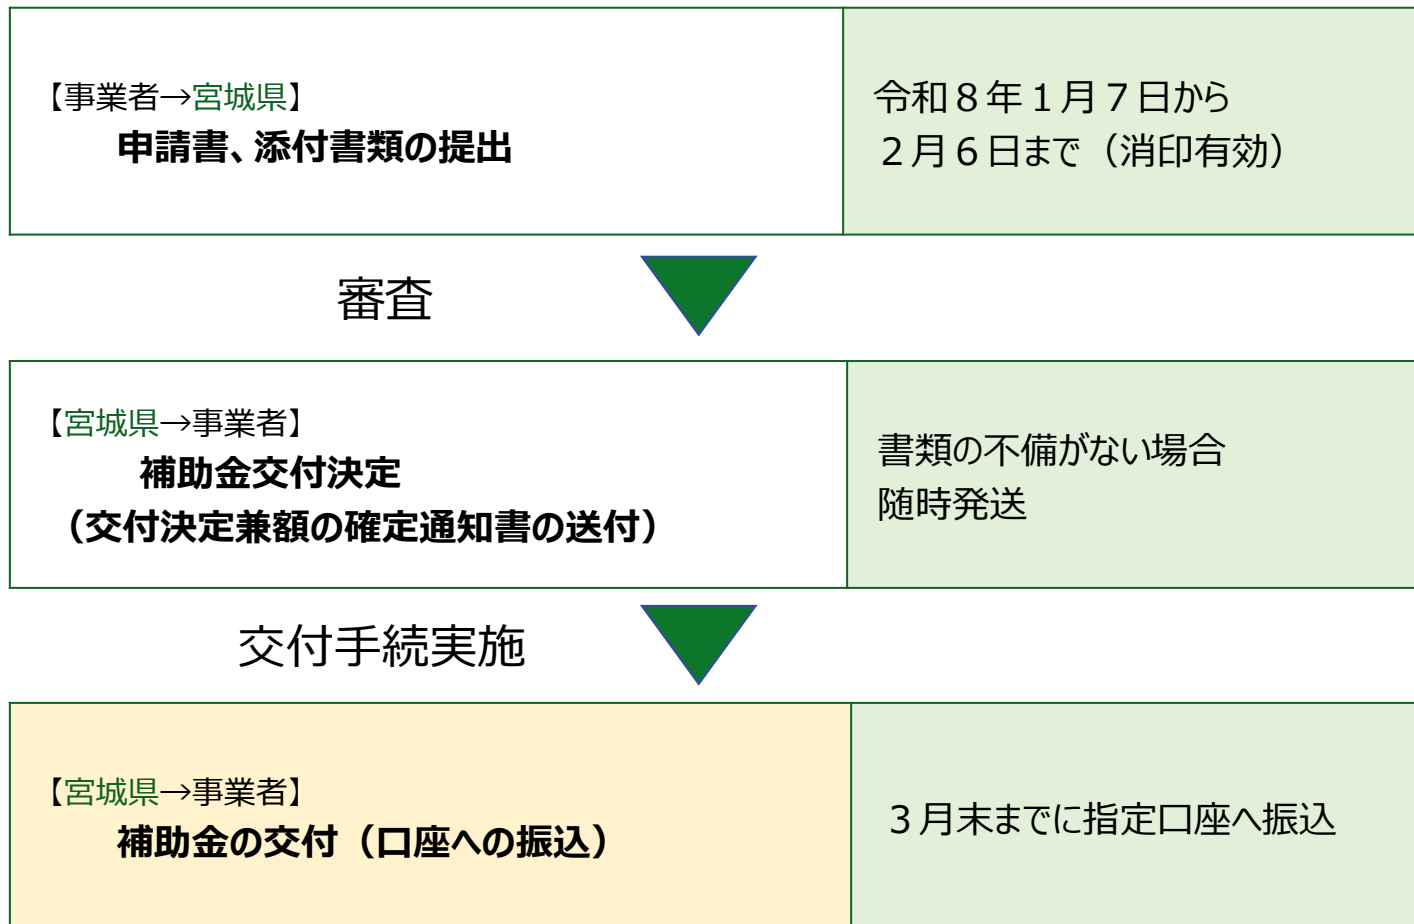 【事業者→宮城県】
申請書、添付書類の提出
令和８年１月７日から
２月６日まで（消印有効）
審査
【宮城県→事業者】
補助金交付決定
（交付決定兼額の確定通知書の送付）
書類の不備がない場合
随時発送
交付手続実施
【宮城県→事業者】
補助金の交付（口座への振込）
３月末までに指定口座へ振込